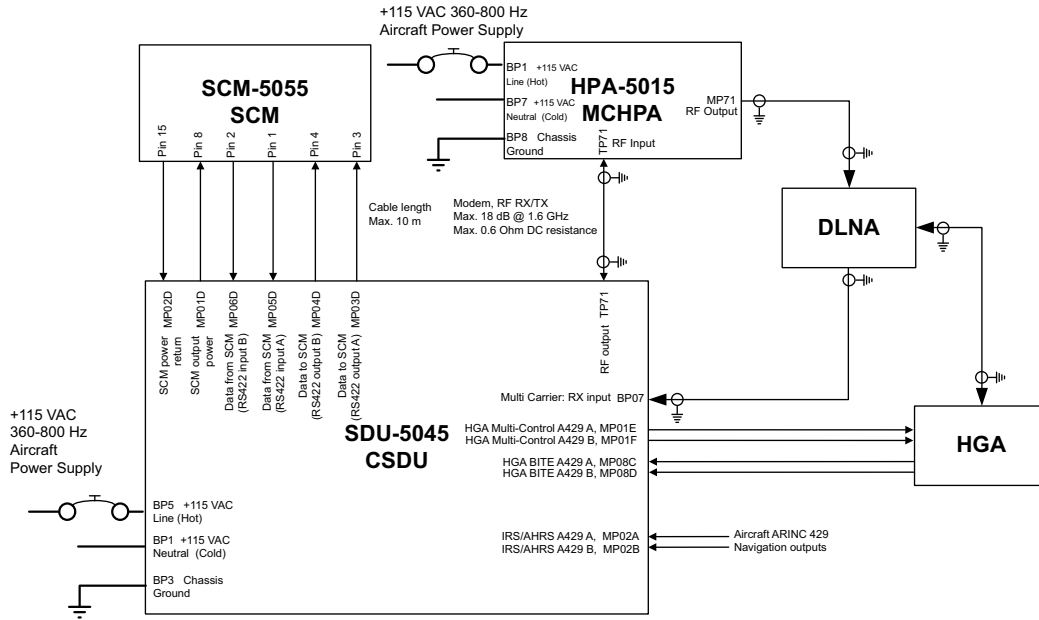 +115 VAC 360-800 Hz
Aircraft Power Supply
SCM-5055
SCM
Pin 15
Pin 8
Pin 2
Pin 1
Pin 4
Pin 3
BP1 +115 VAC
Line (Hot)
BP7 +115 VAC
Neutral (Cold)
BP8 Chassis
Ground
HPA-5015
MCHPA
TP71
RF Input
MP71
RF Output
Cable length
Max. 10 m
Modem, RF RX/TX
Max. 18 dB @ 1.6 GHz
Max. 0.6 Ohm DC resistance
DLNA
SCM power MP02D
return
SCM output MP01D
power
Data from SCM MP06D
(RS422 input B)
Data from SCM MP05D
(RS422 input A)
Data to SCM MP04D
(RS422 output B)
Data to SCM MP03D
(RS422 output A)
RF output TP71
Multi Carrier: RX input BP07
+115 VAC
360-800 Hz
Aircraft
Power Supply
SDU-5045
CSDU
HGA Multi-Control A429 A, MP01E
HGA Multi-Control A429 B, MP01F
HGA BITE A429 A, MP08C
HGA BITE A429 B, MP08D
HGA
BP5 +115 VAC
Line (Hot)
BP1 +115 VAC
Neutral (Cold)
BP3 Chassis
Ground
IRS/AHRS A429 A, MP02A
IRS/AHRS A429 B, MP02B
Aircraft ARINC 429
Navigation outputs